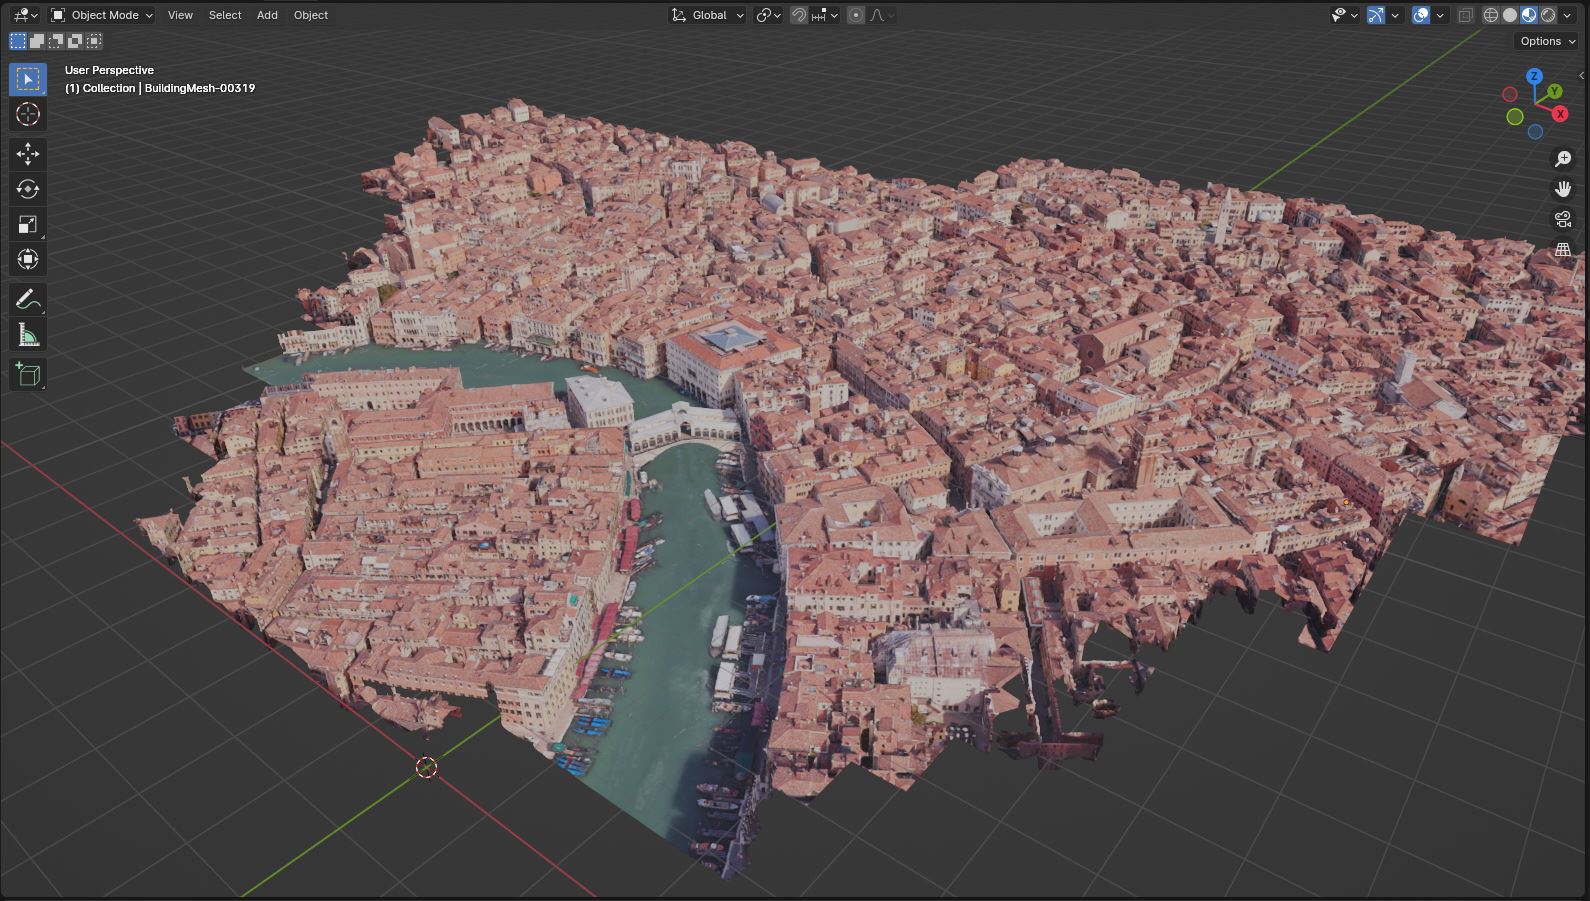 Object Mode View Select Add Object Global
Options
User Perspective
(1) Collection | BuildingMesh-00319
Z
Y
X